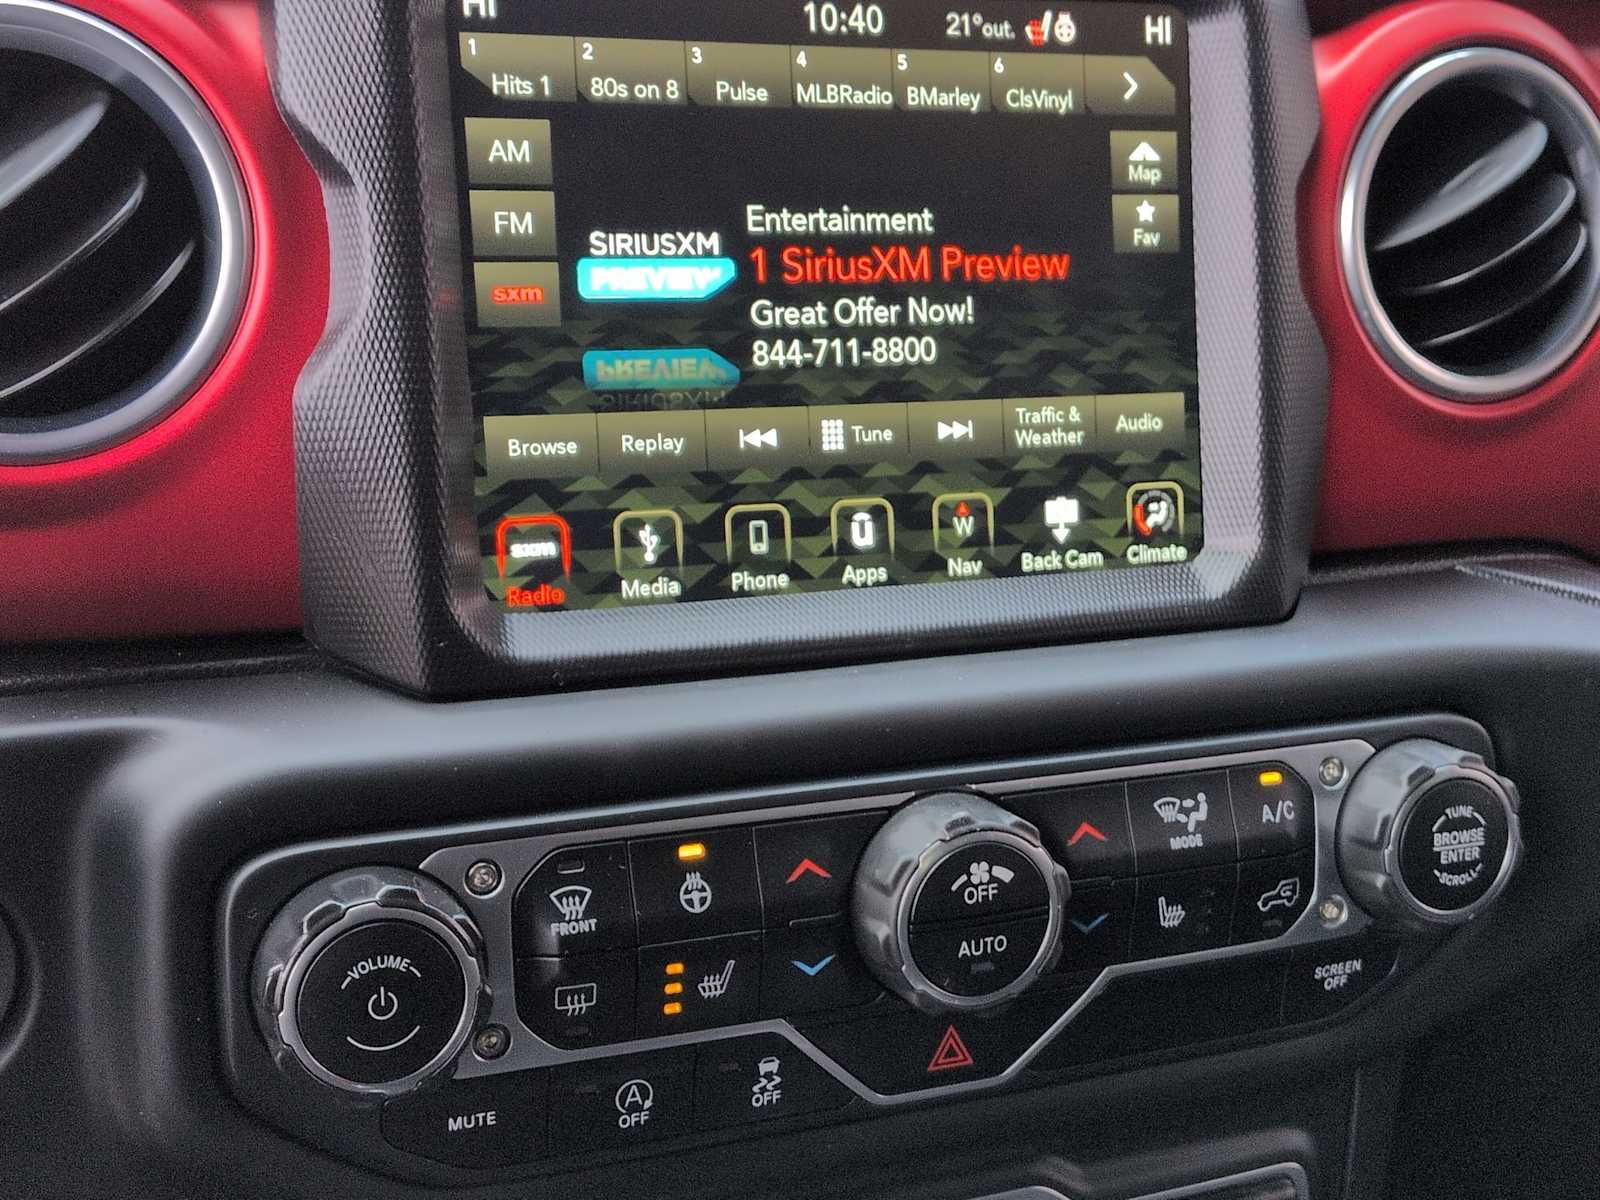 HI 10:40 21°out. HI
1 Hits 1 2 80s on 8 3 Pulse 4 MLBRadio 5 BMarley 6 ClsVinyl
AM
Map
FM
Fav
sxm
SIRIUSXM
PREVIEW
Entertainment
1 SiriusXM Preview
Great Offer Now!
844-711-8800
PREVIEW
SIRIUSXM
Browse Replay Tune Traffic & Weather Audio
sxm W
Radio Media Phone Apps Nav Back Cam Climate
VOLUME
FRONT
OFF
AUTO
MODE
A/C
TUNE
BROWSE
ENTER
SCROLL
SCREEN
OFF
MUTE
A
OFF
OFF